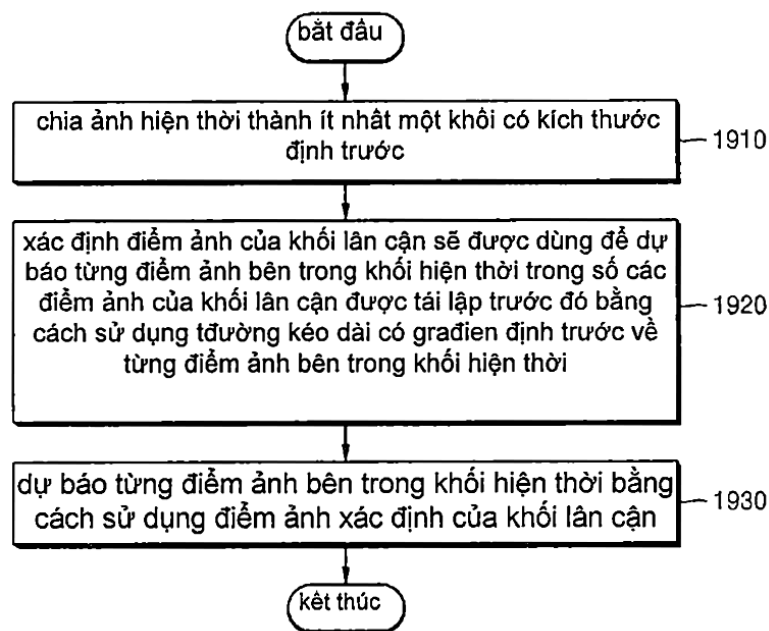 bắt đầu
chia ảnh hiện thời thành ít nhất một khối có kích thước
định trước
1910
xác định điểm ảnh của khối lân cận sẽ được dùng để dự
báo từng điểm ảnh bên trong khối hiện thời trong số các
điểm ảnh của khối lân cận được tái lập trước đó bằng
cách sử dụng tđường kéo dài có građien định trước về
từng điểm ảnh bên trong khối hiện thời
1920
dự báo từng điểm ảnh bên trong khối hiện thời bằng
cách sử dụng điểm ảnh xác định của khối lân cận
1930
kết thúc